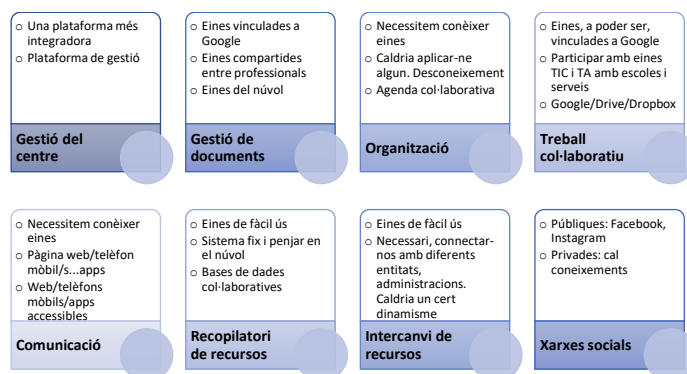 ○ Una plataforma més
integradora
○ Plataforma de gestió
Gestió del
centre
○ Eines vinculades a
Google
○ Eines compartides
entre professionals
○ Eines del núvol
Gestió de
documents
○ Necessitem conèixer
eines
○ Caldria aplicar-ne
algun. Desconeixement
○ Agenda col·laborativa
Organització
○ Eines, a poder ser,
vinculades a Google
○ Participar amb eines
TIC i TA amb escoles i
serveis
○ Google/Drive/Dropbox
Treball
col·laboratiu
○ Necessitem conèixer
eines
○ Pàgina web/telèfon
mòbil/s...apps
○ Web/telèfons
mòbils/apps
accessibles
Comunicació
○ Eines de fàcil ús
○ Sistema fix i penjar en
el núvol
○ Bases de dades
col·laboratives
Recopilatori
de recursos
○ Eines de fàcil ús
○ Necessari, connectar-
nos amb diferents
entitats,
administracions.
Caldria un cert
dinamisme
Intercanvi de
recursos
○ Públiques: Facebook,
Instagram
○ Privades: cal
coneixements
Xarxes socials